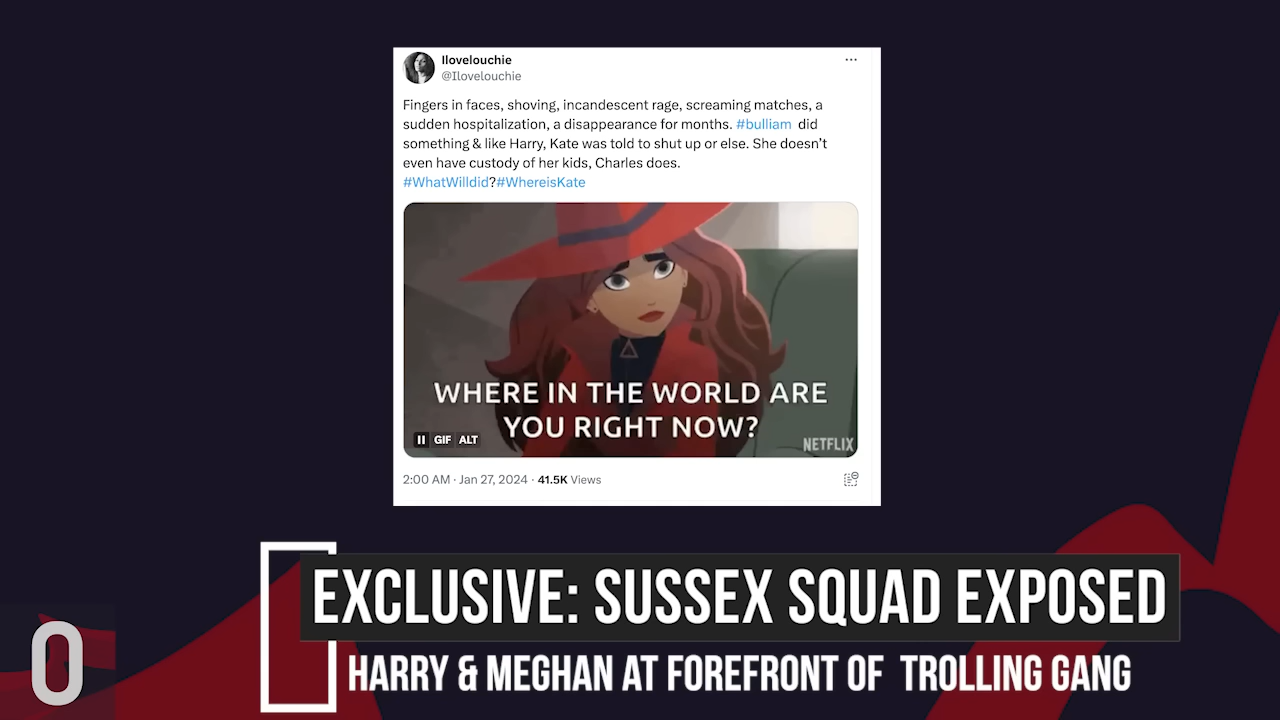 Ilovelouchie
@Ilovelouchie
Fingers in faces, shoving, incandescent rage, screaming matches, a
sudden hospitalization, a disappearance for months. #bulliam did
something & like Harry, Kate was told to shut up or else. She doesn't
even have custody of her kids, Charles does.
#WhatWilldid?#WhereisKate
WHERE IN THE WORLD ARE
YOU RIGHT NOW?
GIF ALT
NETFLIX
2:00 AM · Jan 27, 2024 · 41.5K Views
EXCLUSIVE: SUSSEX SQUAD EXPOSED
HARRY & MEGHAN AT FOREFRONT OF TROLLING GANG
O